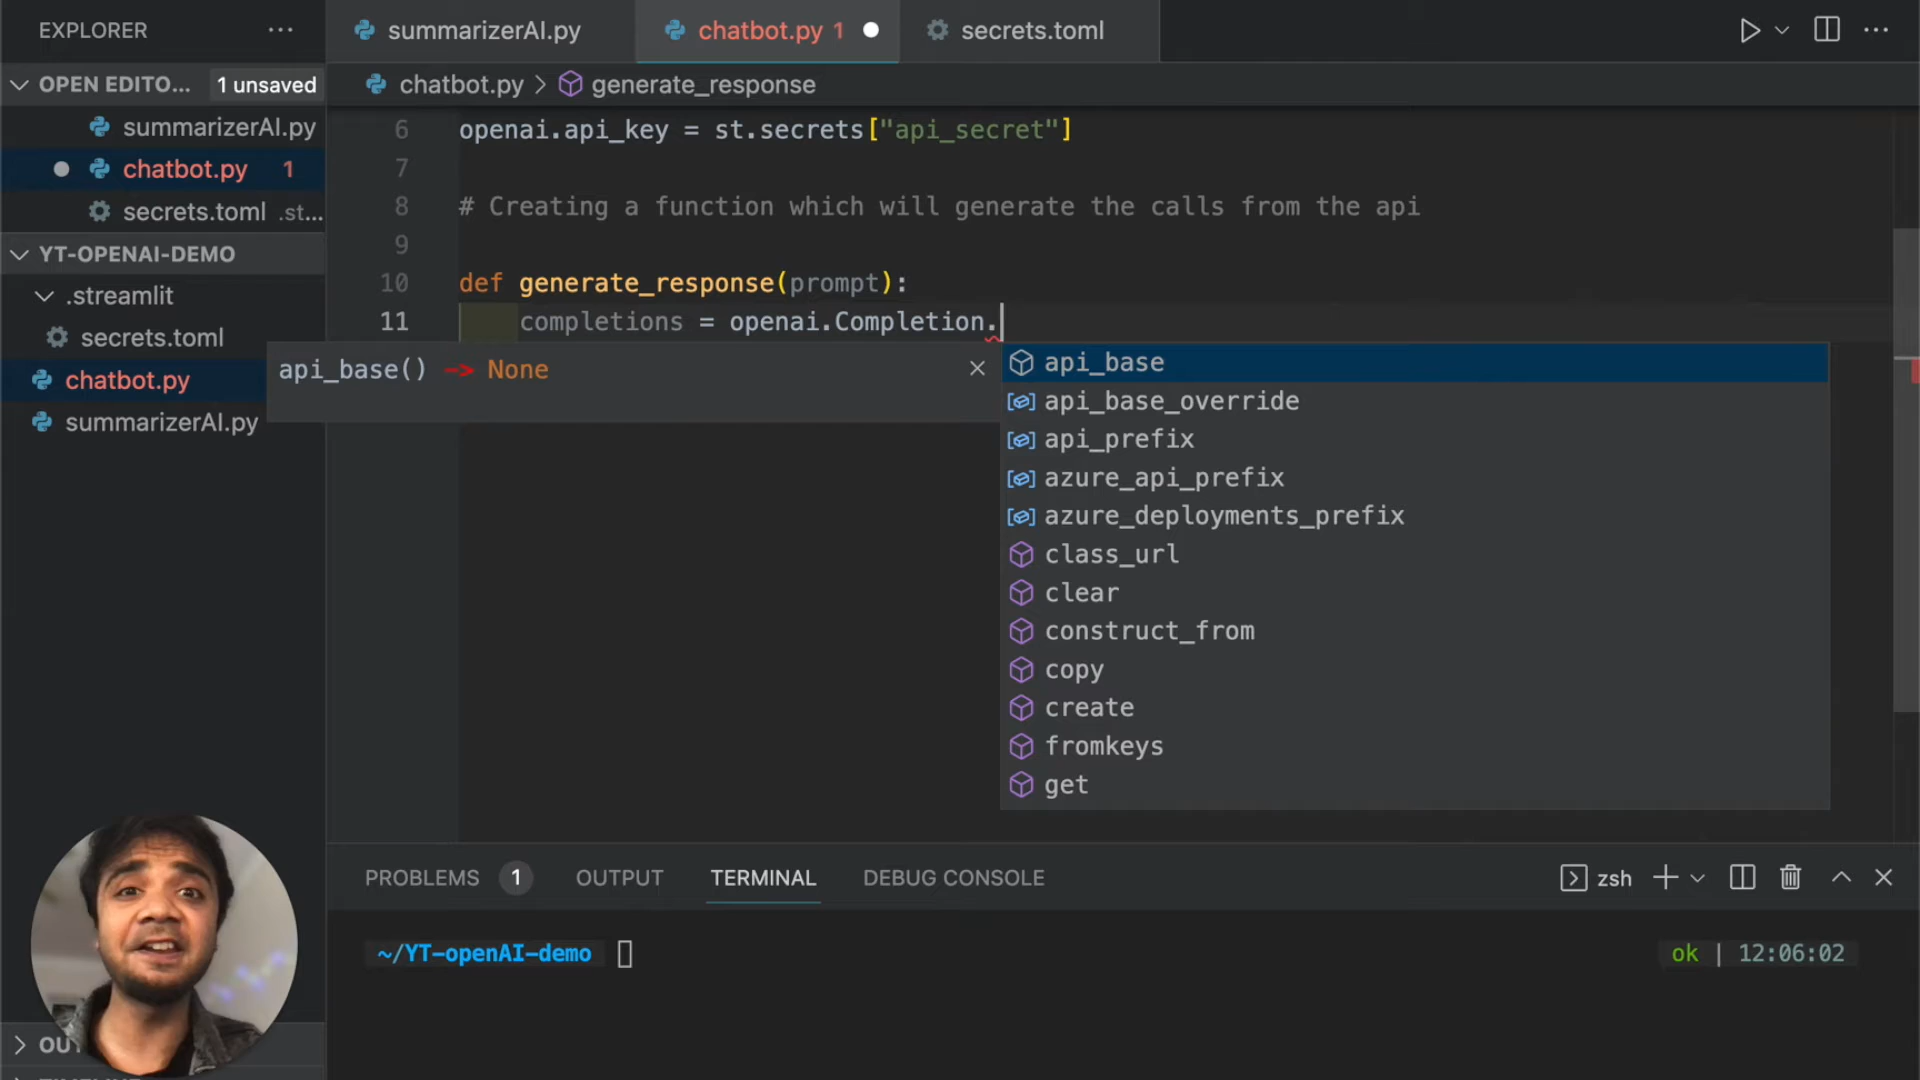 EXPLORER
summarizerAI.py
chatbot.py 1
secrets.toml
OPEN EDITO... 1 unsaved
chatbot.py > generate_response
summarizerAI.py
chatbot.py 1
secrets.toml .st...
YT-OPENAI-DEMO
.streamlit
secrets.toml
chatbot.py
summarizerAI.py
6 openai.api_key = st.secrets["api_secret"]
7
8 # Creating a function which will generate the calls from the api
9
10 def generate_response(prompt):
11 completions = openai.Completion.
api_base() -> None
api_base
api_base_override
api_prefix
azure_api_prefix
azure_deployments_prefix
class_url
clear
construct_from
copy
create
fromkeys
get
PROBLEMS 1 OUTPUT TERMINAL DEBUG CONSOLE
zsh
~/YT-openAI-demo
ok | 12:06:02